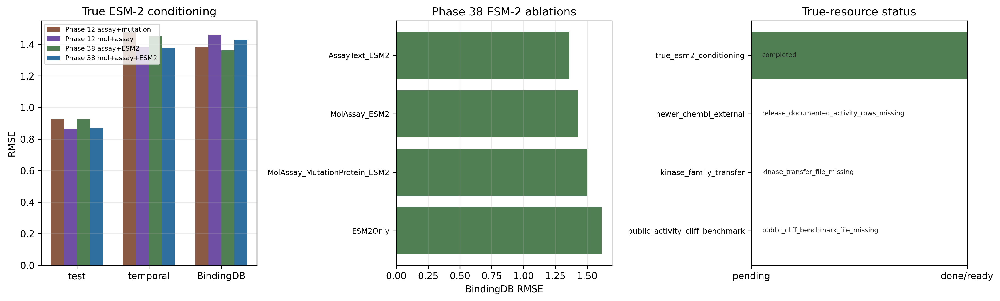 True ESM-2 conditioning
Phase 12 assay+mutation
Phase 12 mol+assay
Phase 38 assay+ESM2
Phase 38 mol+assay+ESM2
RMSE
1.4
1.2
1.0
0.8
0.6
0.4
0.2
0.0
test
temporal
BindingDB
Phase 38 ESM-2 ablations
AssayText_ESM2
MolAssay_ESM2
MolAssay_MutationProtein_ESM2
ESM2Only
0.00 0.25 0.50 0.75 1.00 1.25 1.50
BindingDB RMSE
True-resource status
true_esm2_conditioning
completed
newer_chembl_external
release_documented_activity_rows_missing
kinase_family_transfer
kinase_transfer_file_missing
public_activity_cliff_benchmark
public_cliff_benchmark_file_missing
pending
done/ready